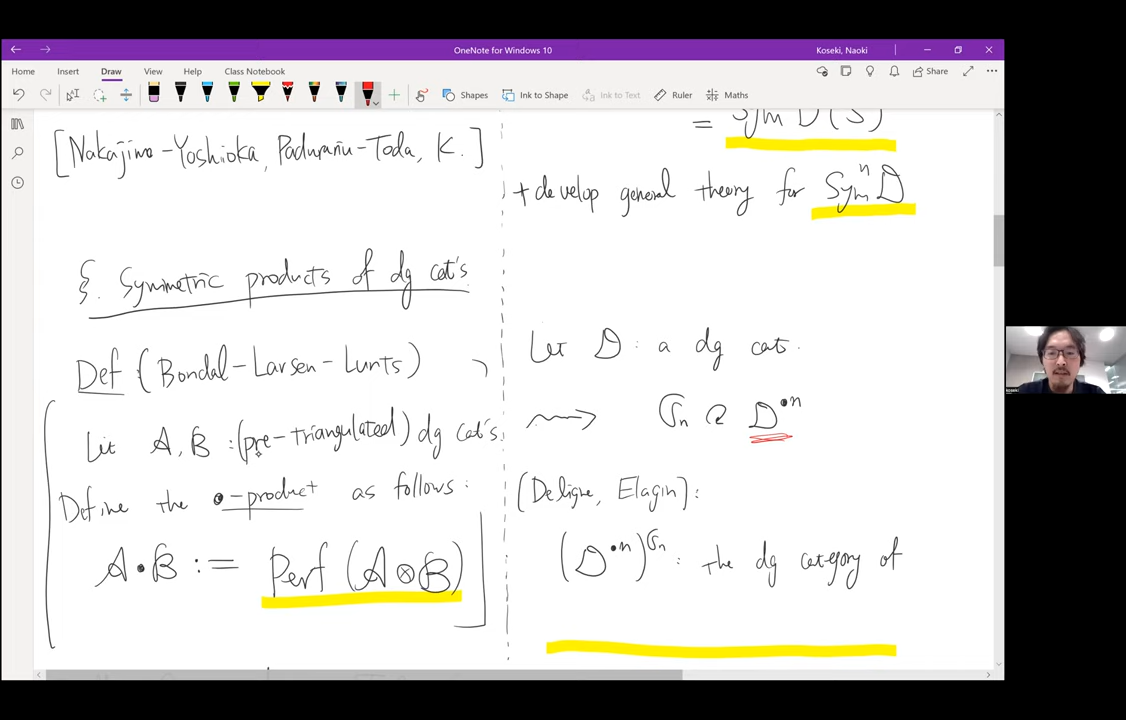 OneNote for Windows 10
Koseki, Naoki
Home Insert Draw View Help Class Notebook
Share
Shapes Ink to Shape Ink to Text Ruler Maths
[Nakajima-Yoshioka, Pădurariu-Toda, K.]
§. Symmetric products of dg cat's
Def (Bondal-Larsen-Lunts)
Let A, B : (pre-triangulated) dg cat's.
Define the •-product as follows:
A•B := Perf (A⊗B)
= Symⁿ D(S)
+ develop general theory for Symⁿ D
Let D : a dg cat.
⇝ 𝔖ₙ ↷ D^{•n}
(Deligne, Elagin):
(D^{•n})^{𝔖ₙ} : the dg category of